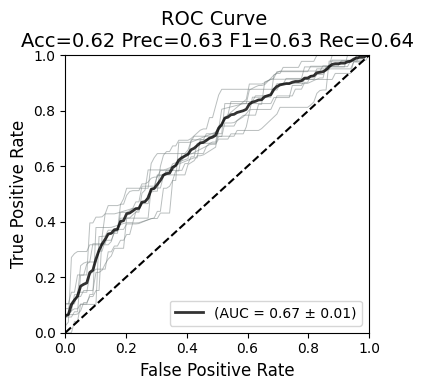 ROC Curve
Acc=0.62 Prec=0.63 F1=0.63 Rec=0.64
1.0
0.8
0.6
0.4
0.2
0.0
True Positive Rate
(AUC = 0.67 ± 0.01)
0.0 0.2 0.4 0.6 0.8 1.0
False Positive Rate